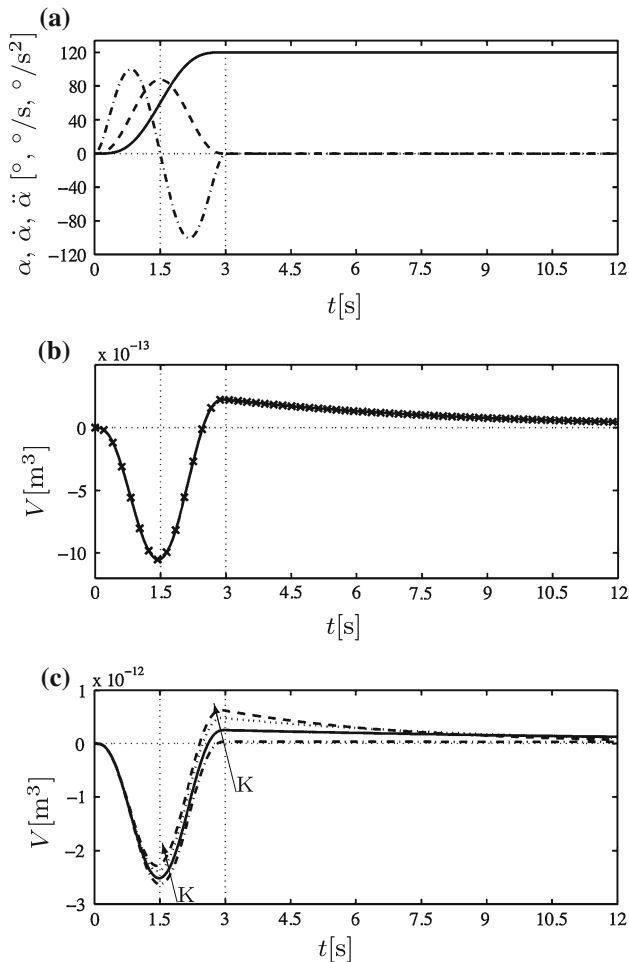 (a)
α, α̇, α̈ [°, °/s, °/s²]
120
80
40
0
−40
−80
−120
0 1.5 3 4.5 6 7.5 9 10.5 12
t[s]
(b)
x 10⁻¹³
V[m³]
0
−5
−10
0 1.5 3 4.5 6 7.5 9 10.5 12
t[s]
(c)
x 10⁻¹²
V[m³]
1
0
−1
−2
−3
K
K
0 1.5 3 4.5 6 7.5 9 10.5 12
t[s]